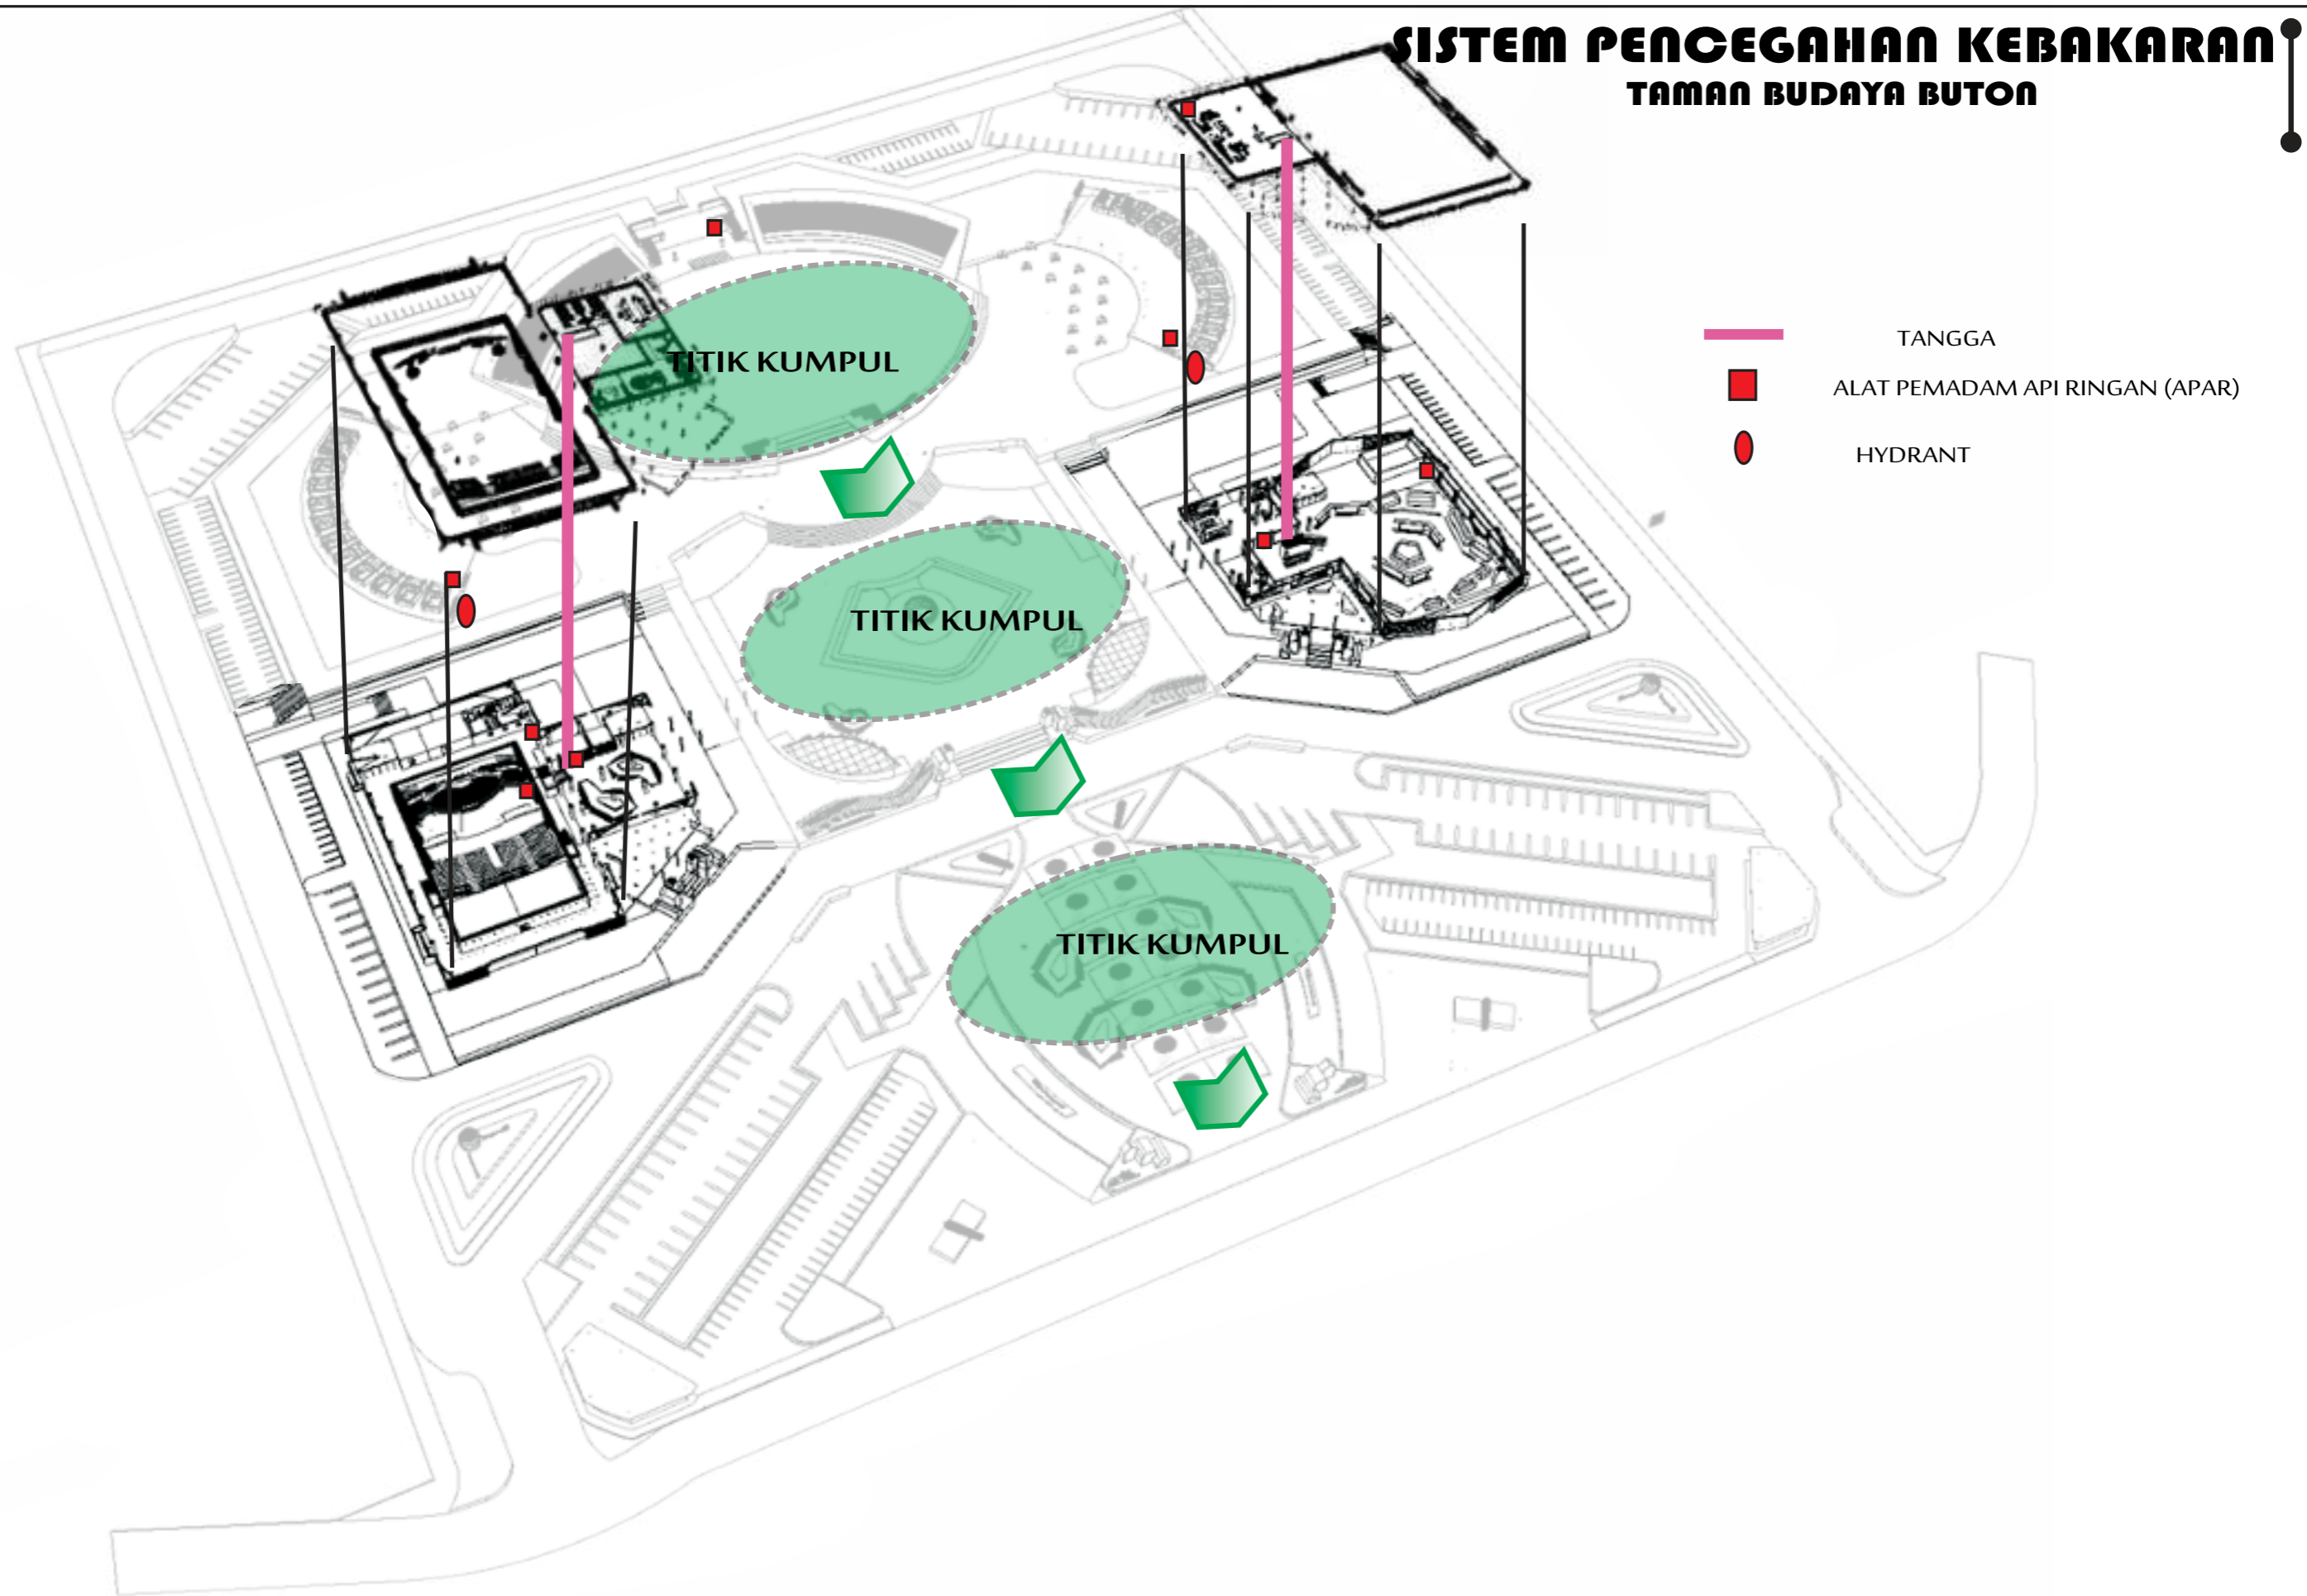 SISTEM PENCEGAHAN KEBAKARAN
TAMAN BUDAYA BUTON
TITIK KUMPUL
TANGGA
ALAT PEMADAM API RINGAN (APAR)
HYDRANT
TITIK KUMPUL
TITIK KUMPUL